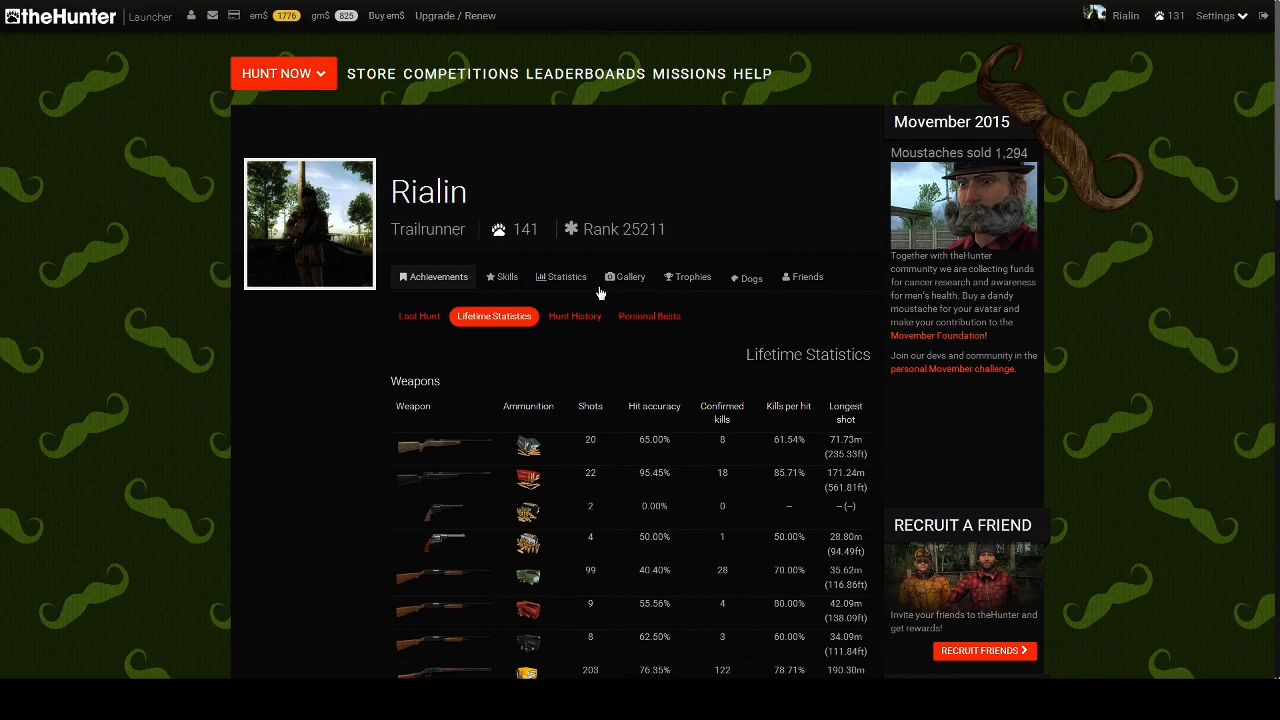 theHunter Launcher em$ 1776 gm$ 825 Buy em$ Upgrade / Renew Rialin 131 Settings
HUNT NOW STORE COMPETITIONS LEADERBOARDS MISSIONS HELP
Rialin
Trailrunner 141 Rank 25211
Achievements Skills Statistics Gallery Trophies Dogs Friends
Last Hunt Lifetime Statistics Hunt History Personal Bests
Lifetime Statistics
Weapons
Weapon Ammunition Shots Hit accuracy Confirmed kills Kills per hit Longest shot
20 65.00% 8 61.54% 71.73m
(235.33ft)
22 95.45% 18 85.71% 171.24m
(561.81ft)
2 0.00% 0 – – (–)
4 50.00% 1 50.00% 28.80m
(94.49ft)
99 40.40% 28 70.00% 35.62m
(116.86ft)
9 55.56% 4 80.00% 42.09m
(138.09ft)
8 62.50% 3 60.00% 34.09m
(111.84ft)
203 76.35% 122 78.71% 190.30m
Movember 2015
Moustaches sold 1,294
Together with theHunter
community we are collecting funds
for cancer research and awareness
for men's health. Buy a dandy
moustache for your avatar and
make your contribution to the
Movember Foundation!
Join our devs and community in the
personal Movember challenge.
RECRUIT A FRIEND
Invite your friends to theHunter and
get rewards!
RECRUIT FRIENDS